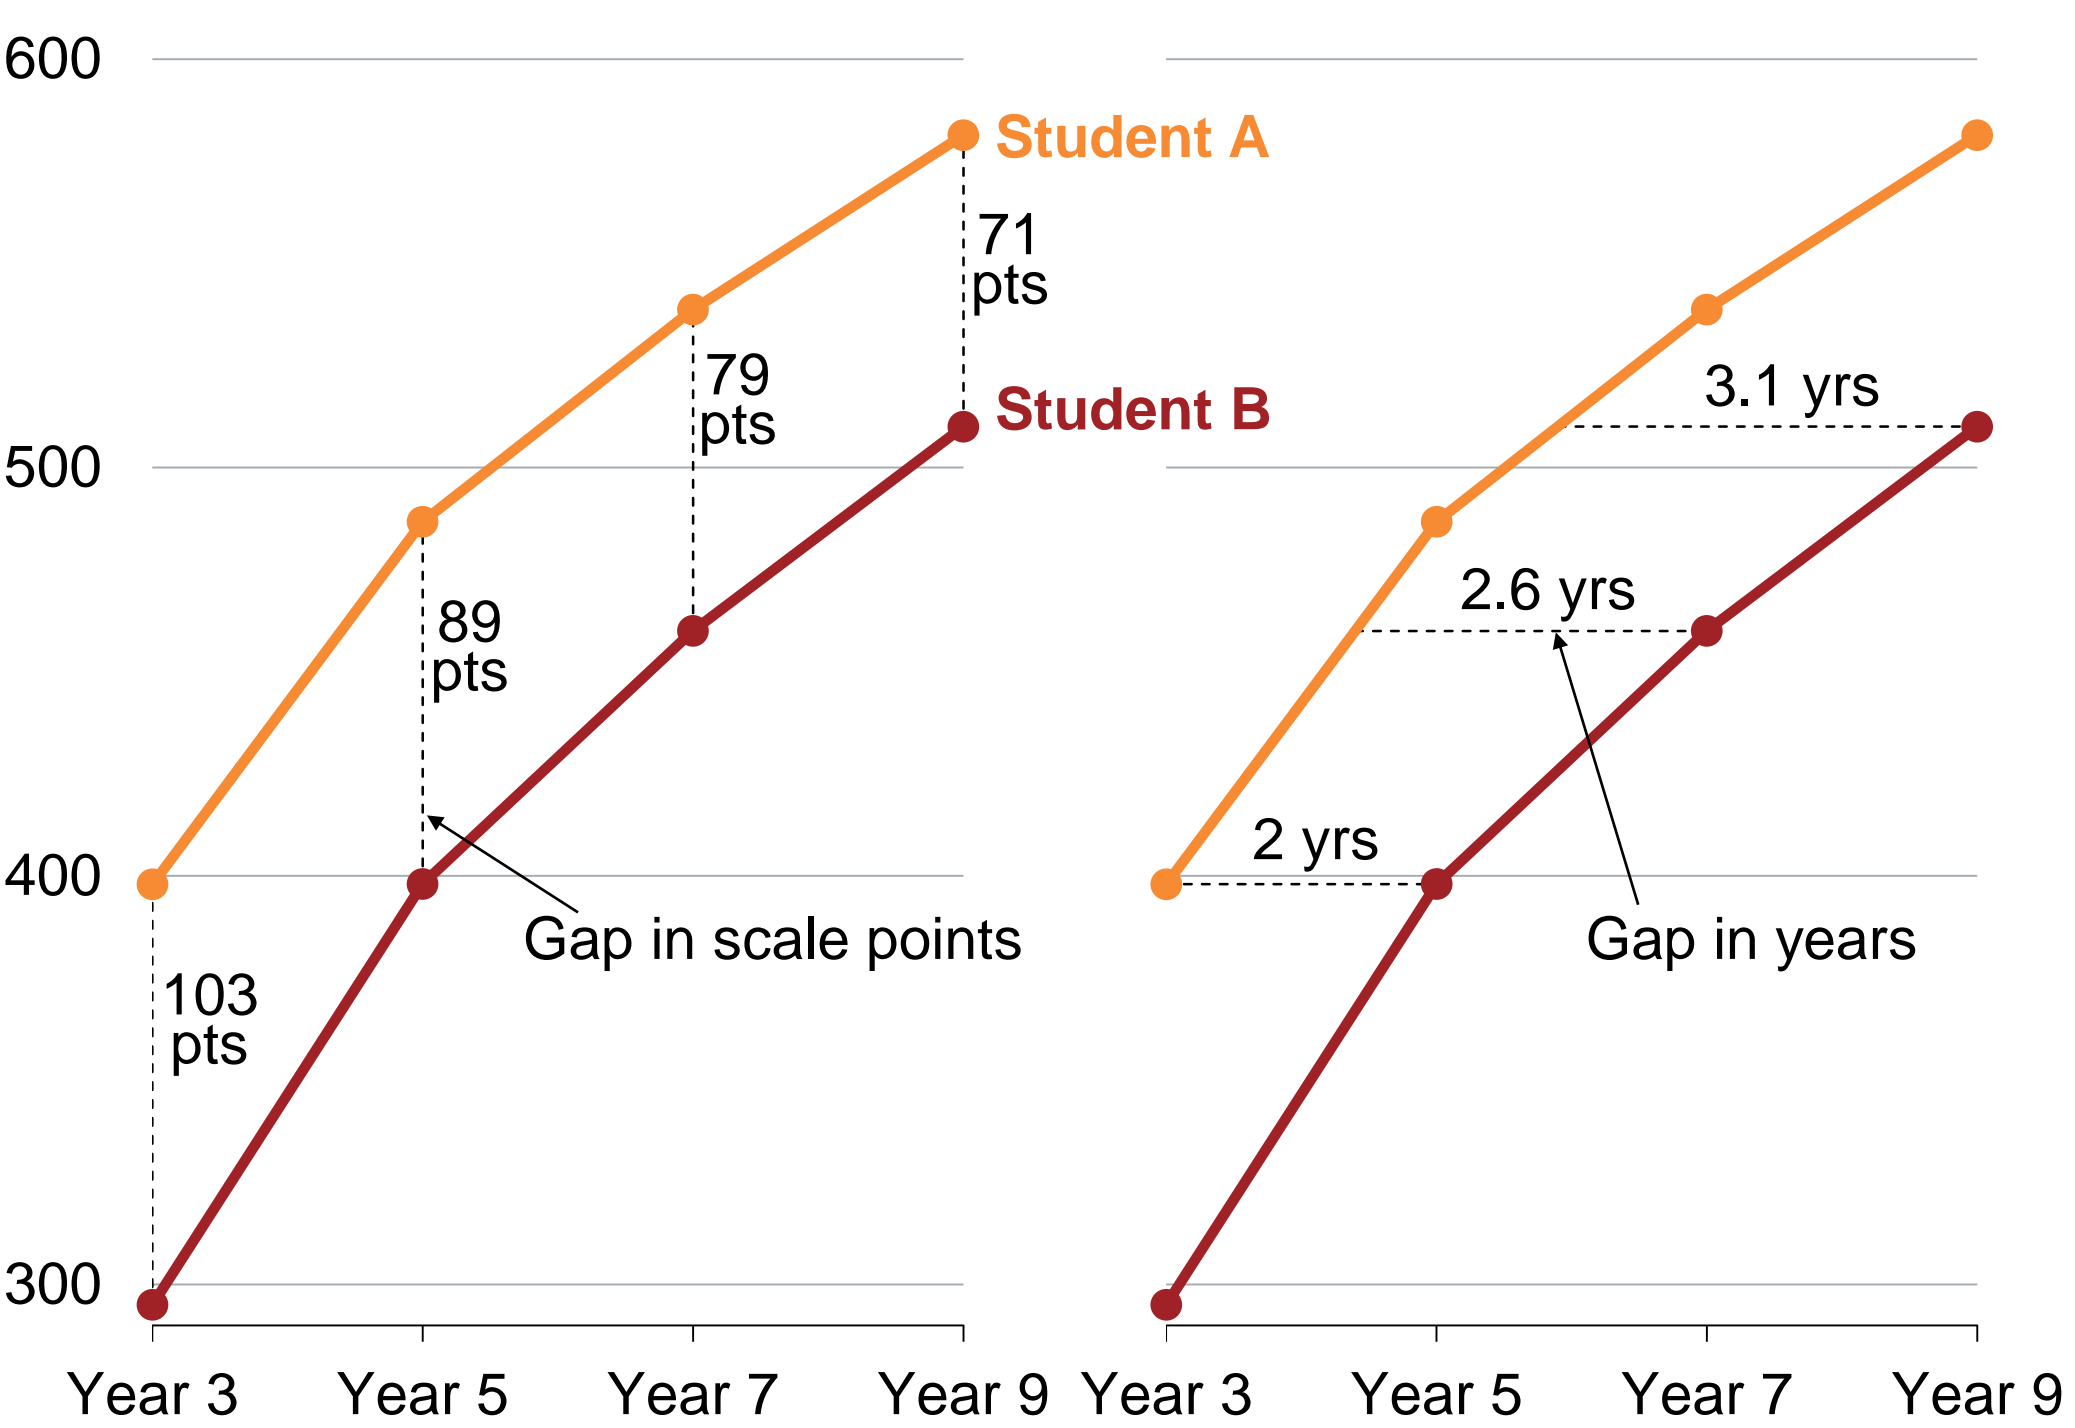 600
500
400
300
Student A
Student B
71
pts
79
pts
89
pts
103
pts
Gap in scale points
3.1 yrs
2.6 yrs
2 yrs
Gap in years
Year 3 Year 5 Year 7 Year 9
Year 3 Year 5 Year 7 Year 9